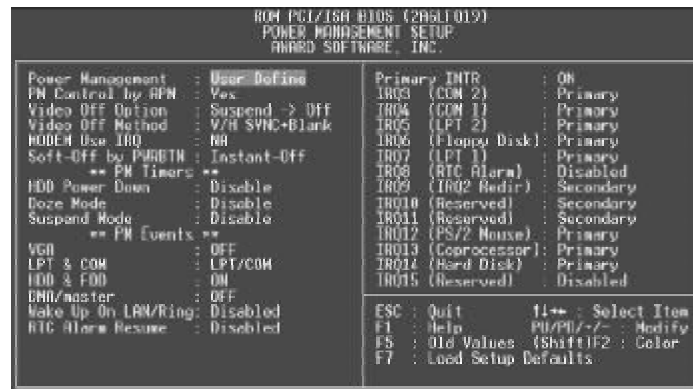 ROM PCI/ISA BIOS (2A6LF019)
POWER MANAGEMENT SETUP
AWARD SOFTWARE, INC.
Power Management : User Define
PM Control by APM : Yes
Video Off Option : Suspend -> Off
Video Off Method : V/H SYNC+Blank
MODEM Use IRQ : NA
Soft-Off by PWRBTN : Instant-Off
** PM Timers **
HDD Power Down : Disable
Doze Mode : Disable
Suspend Mode : Disable
** PM Events **
VGA : OFF
LPT & COM : LPT/COM
HDD & FDD : ON
DMA/master : OFF
Wake Up On LAN/Ring: Disabled
RTC Alarm Resume : Disabled
Primary INTR : ON
IRQ3 (COM 2) : Primary
IRQ4 (COM 1) : Primary
IRQ5 (LPT 2) : Primary
IRQ6 (Floppy Disk): Primary
IRQ7 (LPT 1) : Primary
IRQ8 (RTC Alarm) : Disabled
IRQ9 (IRQ2 Redir) : Secondary
IRQ10 (Reserved) : Secondary
IRQ11 (Reserved) : Secondary
IRQ12 (PS/2 Mouse) : Primary
IRQ13 (Coprocessor): Primary
IRQ14 (Hard Disk) : Primary
IRQ15 (Reserved) : Disabled
ESC : Quit ↑↓→← : Select Item
F1 : Help PU/PD/+/- : Modify
F5 : Old Values (Shift)F2 : Color
F7 : Load Setup Defaults